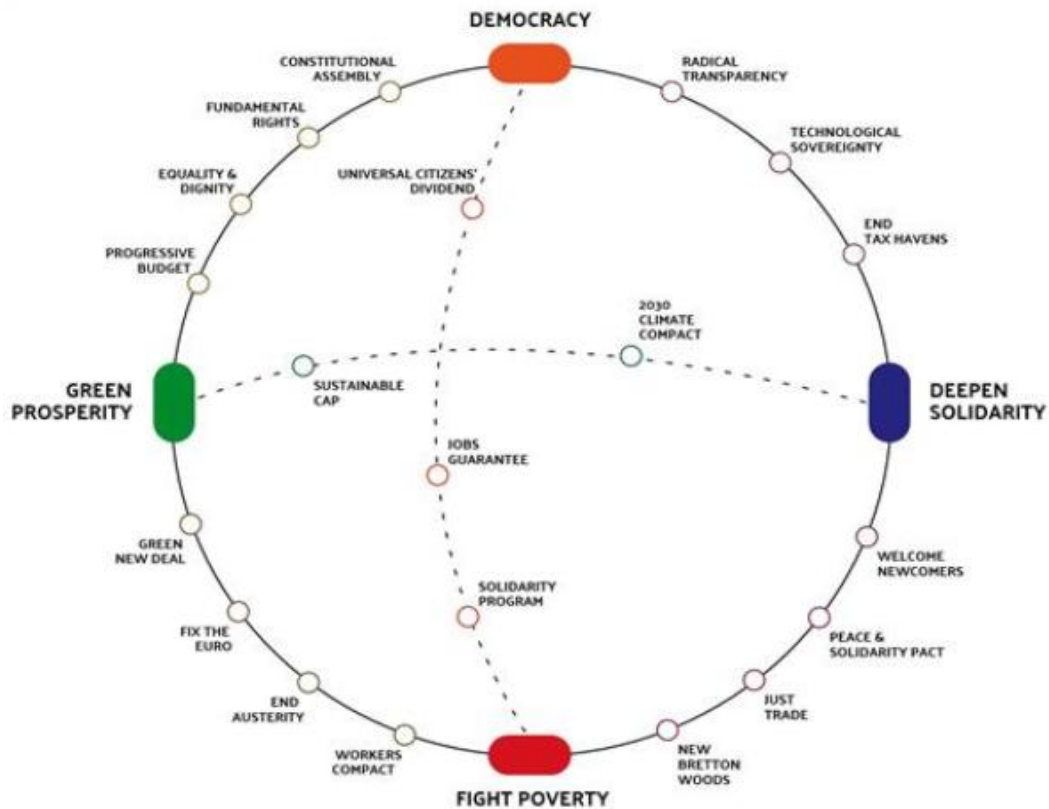 DEMOCRACY
CONSTITUTIONAL
ASSEMBLY
RADICAL
TRANSPARENCY
FUNDAMENTAL
RIGHTS
TECHNOLOGICAL
SOVEREIGNTY
EQUALITY &
DIGNITY
UNIVERSAL CITIZENS'
DIVIDEND
END
TAX HAVENS
PROGRESSIVE
BUDGET
2030
CLIMATE
COMPACT
GREEN
PROSPERITY
SUSTAINABLE
CAP
DEEPEN
SOLIDARITY
JOBS
GUARANTEE
GREEN
NEW DEAL
WELCOME
NEWCOMERS
SOLIDARITY
PROGRAM
FIX THE
EURO
PEACE &
SOLIDARITY PACT
END
AUSTERITY
JUST
TRADE
WORKERS
COMPACT
NEW
BRETTON
WOODS
FIGHT POVERTY